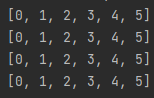 [0, 1, 2, 3, 4, 5]
[0, 1, 2, 3, 4, 5]
[0, 1, 2, 3, 4, 5]
[0, 1, 2, 3, 4, 5]